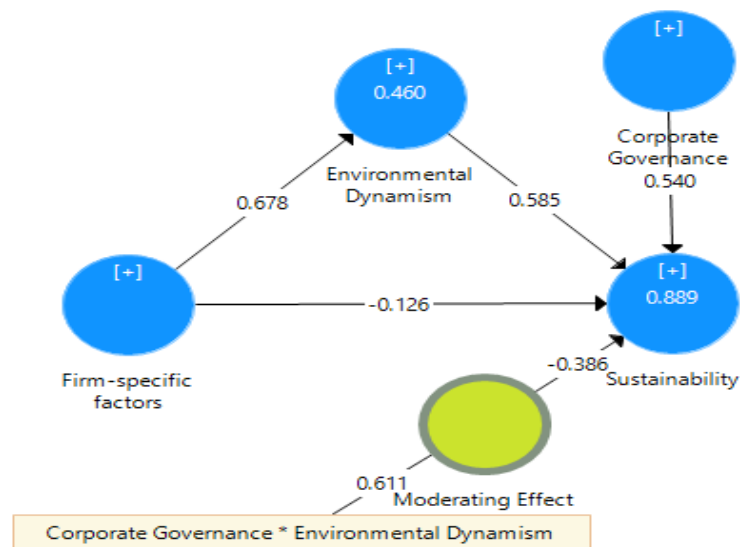 [+]
[+]
0.460
Corporate
Governance
0.540
Environmental
Dynamism
0.678
0.585
[+]
[+]
0.889
-0.126
Firm-specific
factors
-0.386
Sustainability
0.611
Moderating Effect
Corporate Governance * Environmental Dynamism